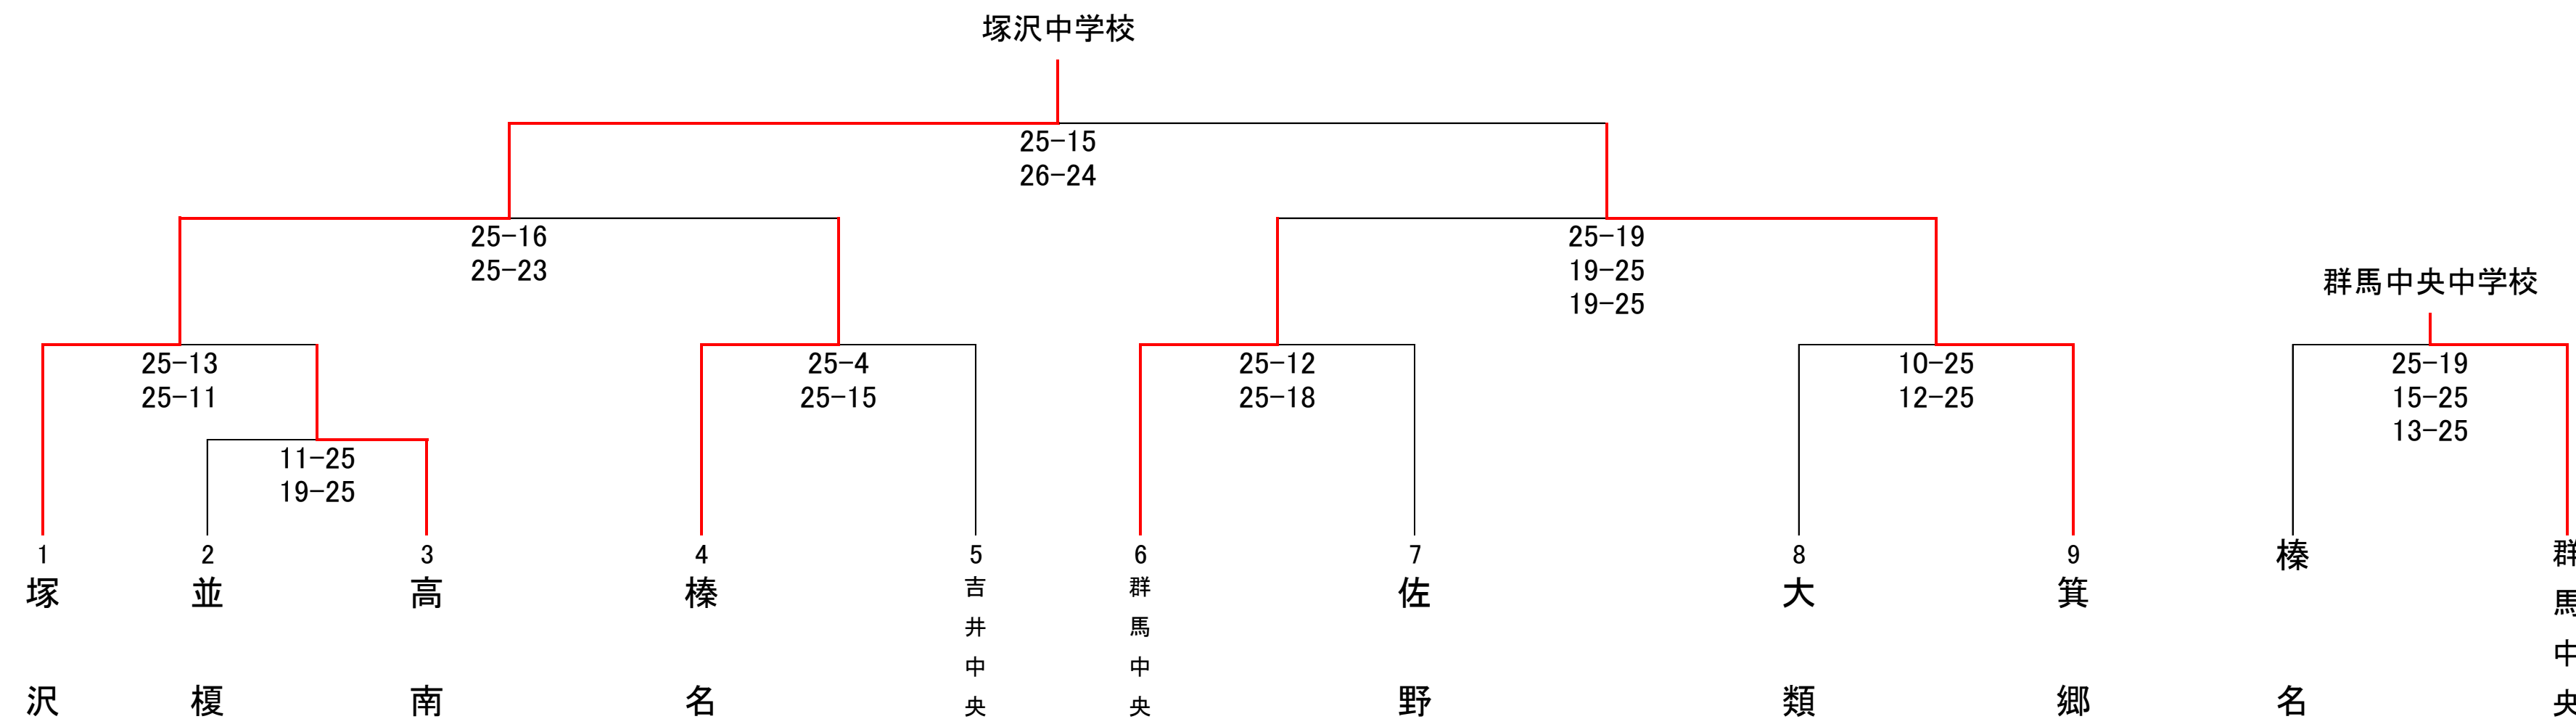 塚沢中学校
25-15
26-24
25-16
25-23
25-19
19-25
19-25
群馬中央中学校
25-13
25-11
25-4
25-15
25-12
25-18
10-25
12-25
25-19
15-25
13-25
11-25
19-25
1 塚沢
2 並榎
3 高南
4 榛名
5 吉井中央
6 群馬中央
7 佐野
8 大類
9 箕郷
榛名
群馬中央